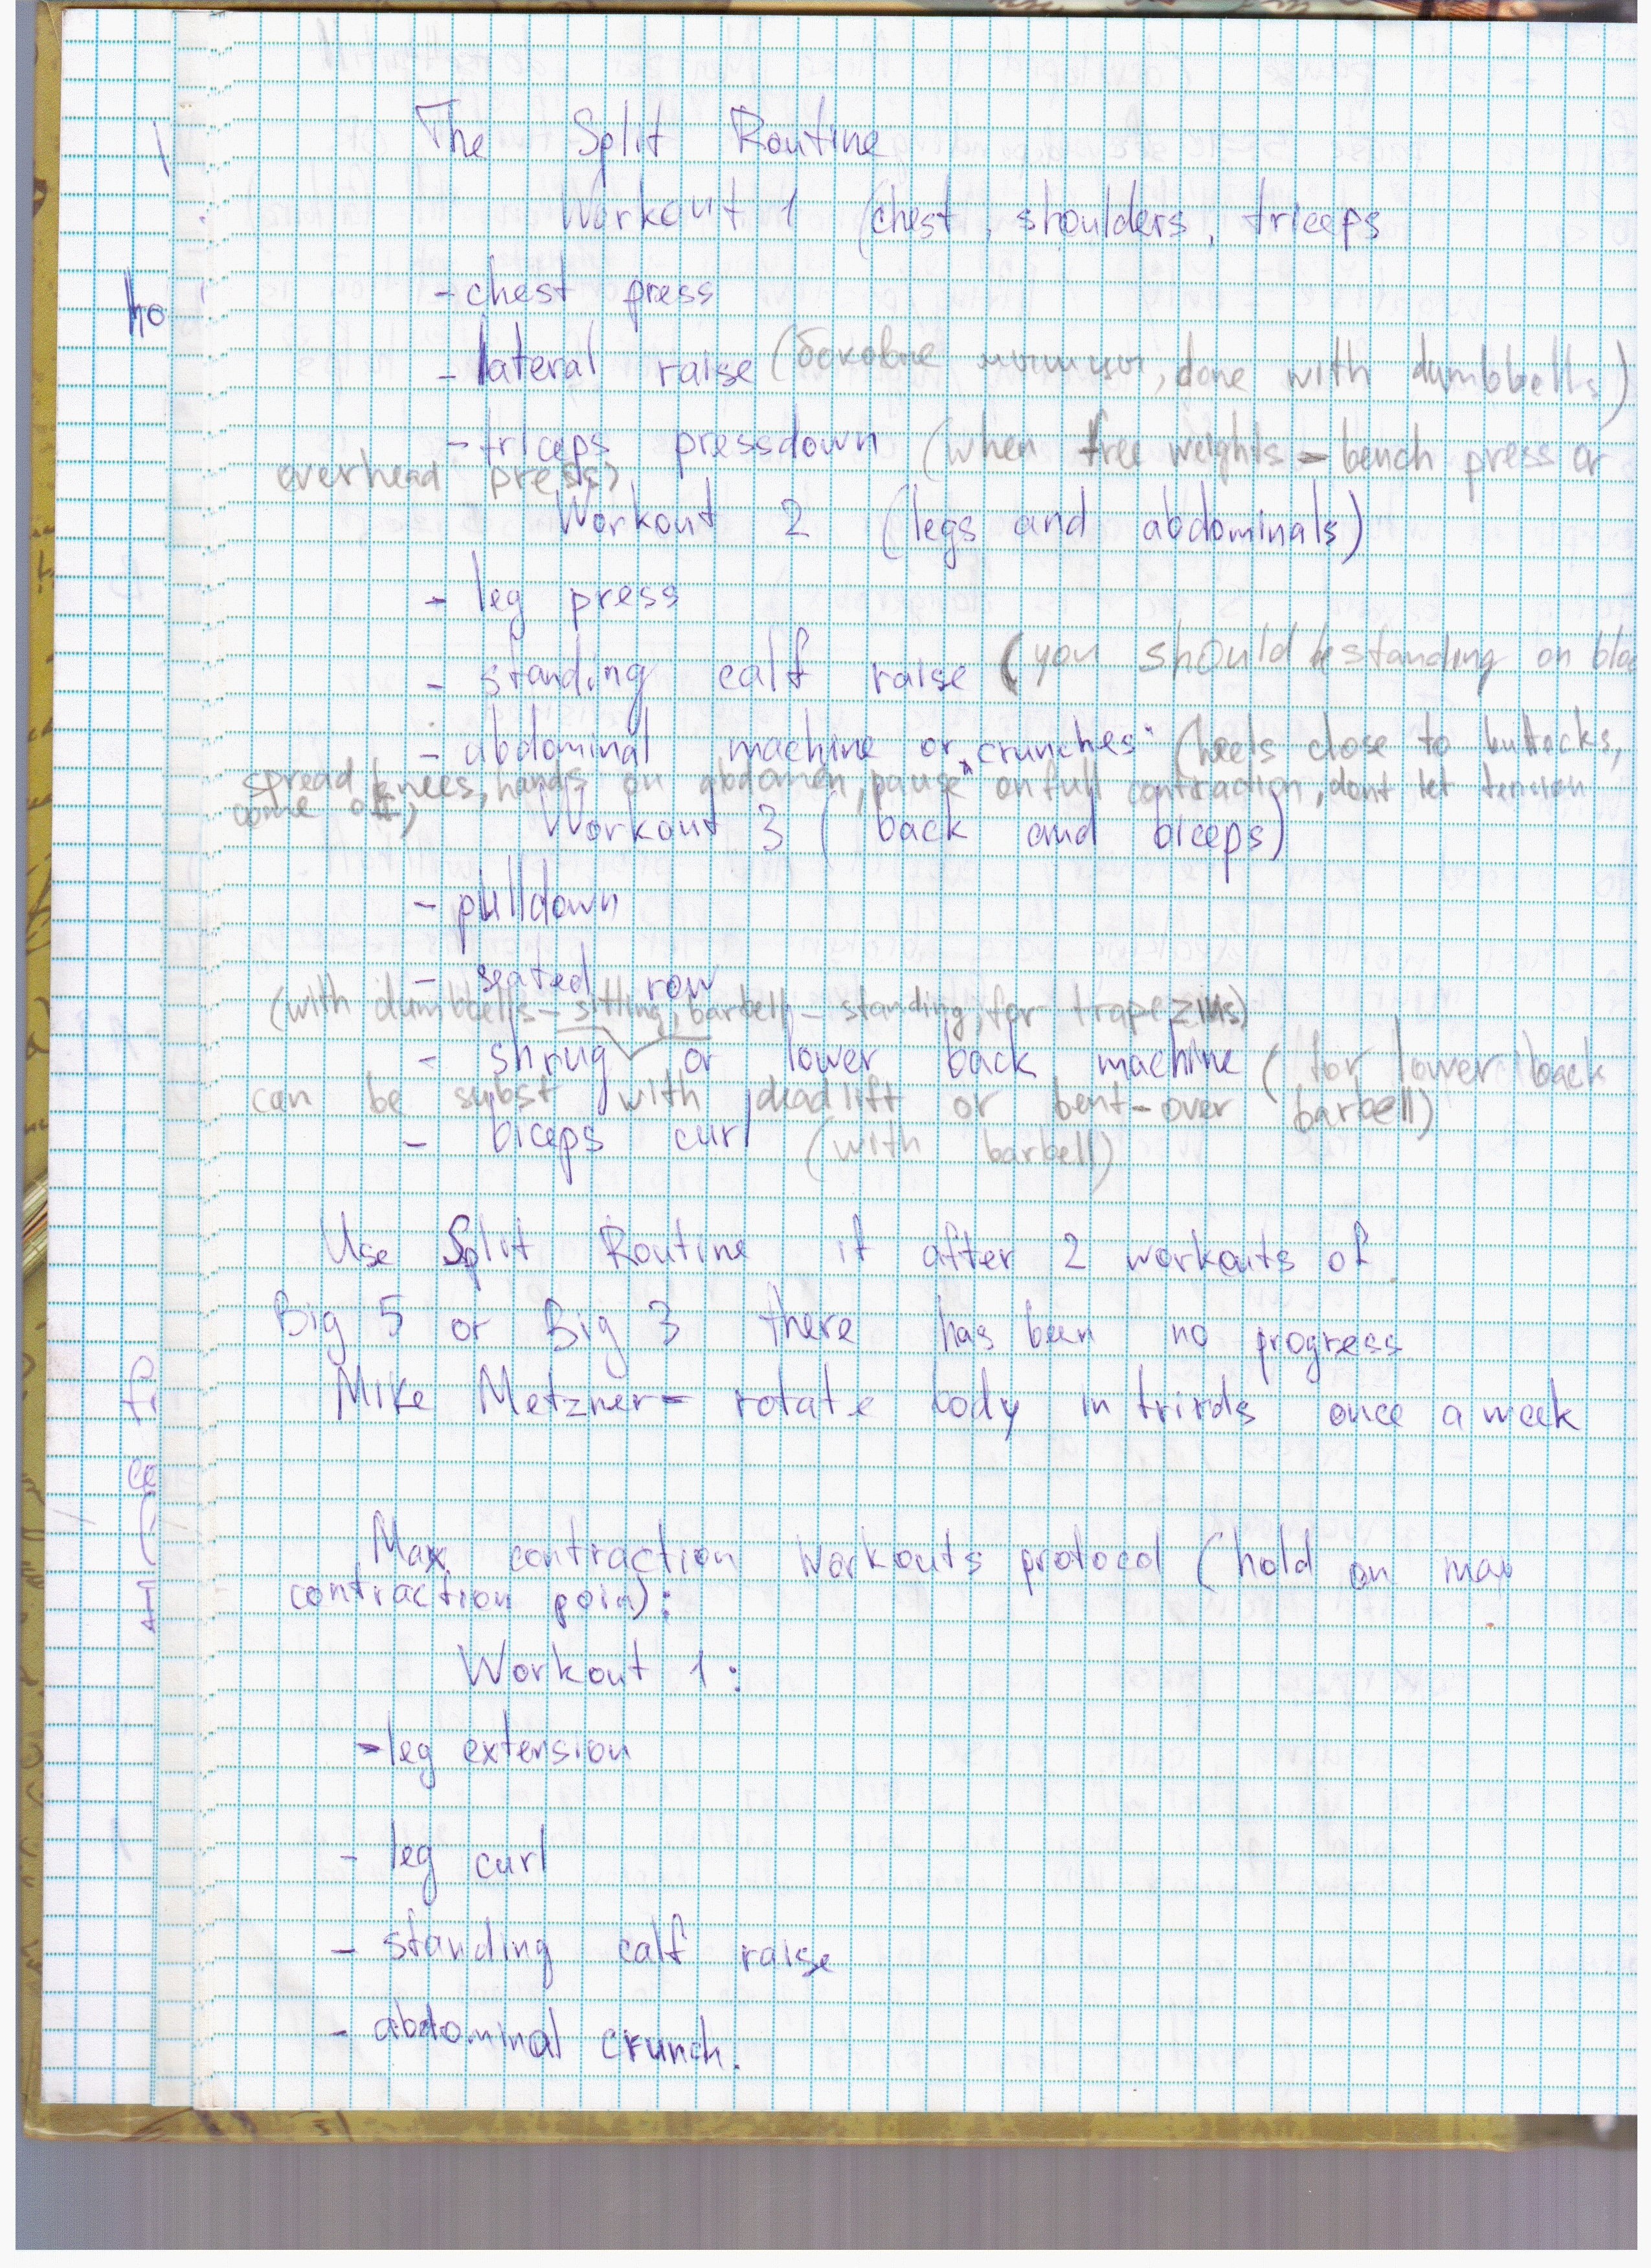 The Split Routine
Workout 1 (chest, shoulders, triceps
- chest press
- lateral raise (боковые мышцы, done with dumbbells)
- triceps pressdown (when free weights - bench press or
overhead press)
Workout 2 (legs and abdominals)
- leg press
- standing calf raise (you should be standing on
- abdominal machine or "crunches" (heels close to buttocks,
spread knees, hands on abdomen, pause on full contraction, dont let tension
come off)
Workout 3 (back and biceps)
- pulldown
- seated row
(with dumbbells - sitting, barbell - standing, for trapezius)
- shrug or lower back machine (for lower back
can be subst with deadlift or bent-over barbell)
- biceps curl (with barbell)
Use Split Routine if after 2 workouts of
Big 5 or Big 3 there has been no progress
Mike Metzner - rotate body in trirds once a week
Max contraction workouts protocol (hold on max
contraction poin):
Workout 1:
- leg extension
- leg curl
- standing calf raise
- abdominal crunch.